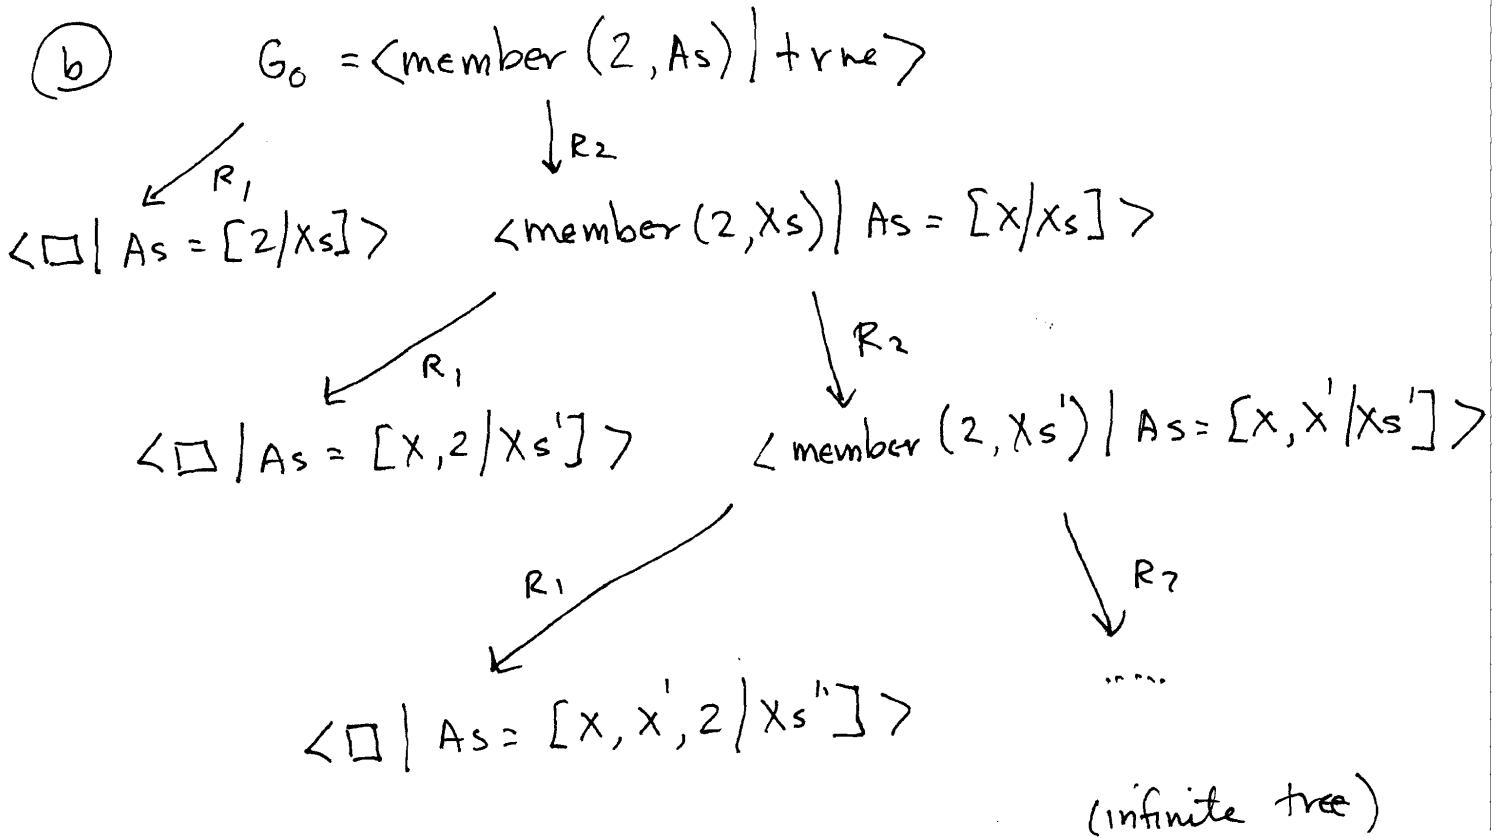 b G₀ = <member (2, As) | true>
R₂
R₁
<□ | As = [2|Xs]> <member (2, Xs) | As = [X|Xs]>
R₂
R₁
<□ | As = [X, 2|Xs']> <member (2, Xs') | As = [X, X'|Xs']>
R₁ R₂
.....
<□ | As = [X, X', 2|Xs'']>
(infinite tree)